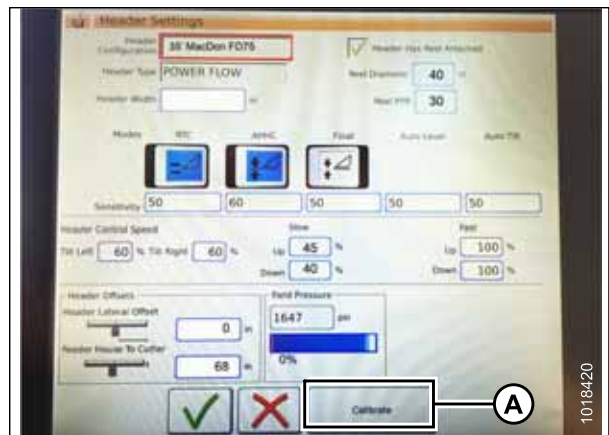 Header Settings
Header Configuration 35' MacDon FD75 Header Has Reel Attached
Header Type POWER FLOW Reel Diameter 40 in
Header Width in Reel PPR 30
Modes RTC AHHC Float Auto Level Auto Tilt
Sensitivity 50 60 50 50 50
Header Control Speed Slow Fast
Tilt Left 60 % Tilt Right 60 % Up 45 % Up 100 %
Down 40 % Down 100 %
Header Offsets Field Pressure
Header Lateral Offset 0 in 1647 psi
Feeder House To Cutter 68 in 0%
Calibrate A
1018420